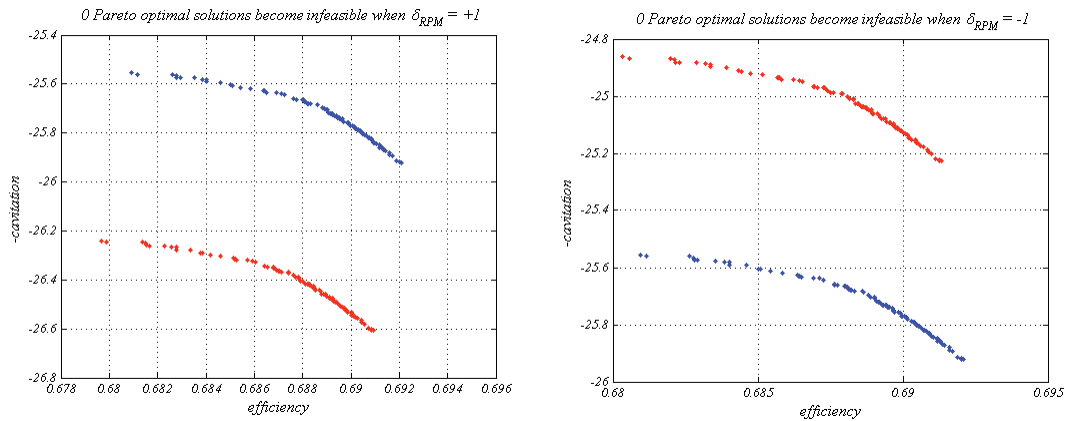 0 Pareto optimal solutions become infeasible when δRPM = +1
-25.4
-25.6
-25.8
-26
-26.2
-26.4
-26.6
-26.8
-cavitation
0.678 0.68 0.682 0.684 0.686 0.688 0.69 0.692 0.694 0.696
efficiency
0 Pareto optimal solutions become infeasible when δRPM = -1
-24.8
-25
-25.2
-25.4
-25.6
-25.8
-26
-cavitation
0.68 0.685 0.69 0.695
efficiency